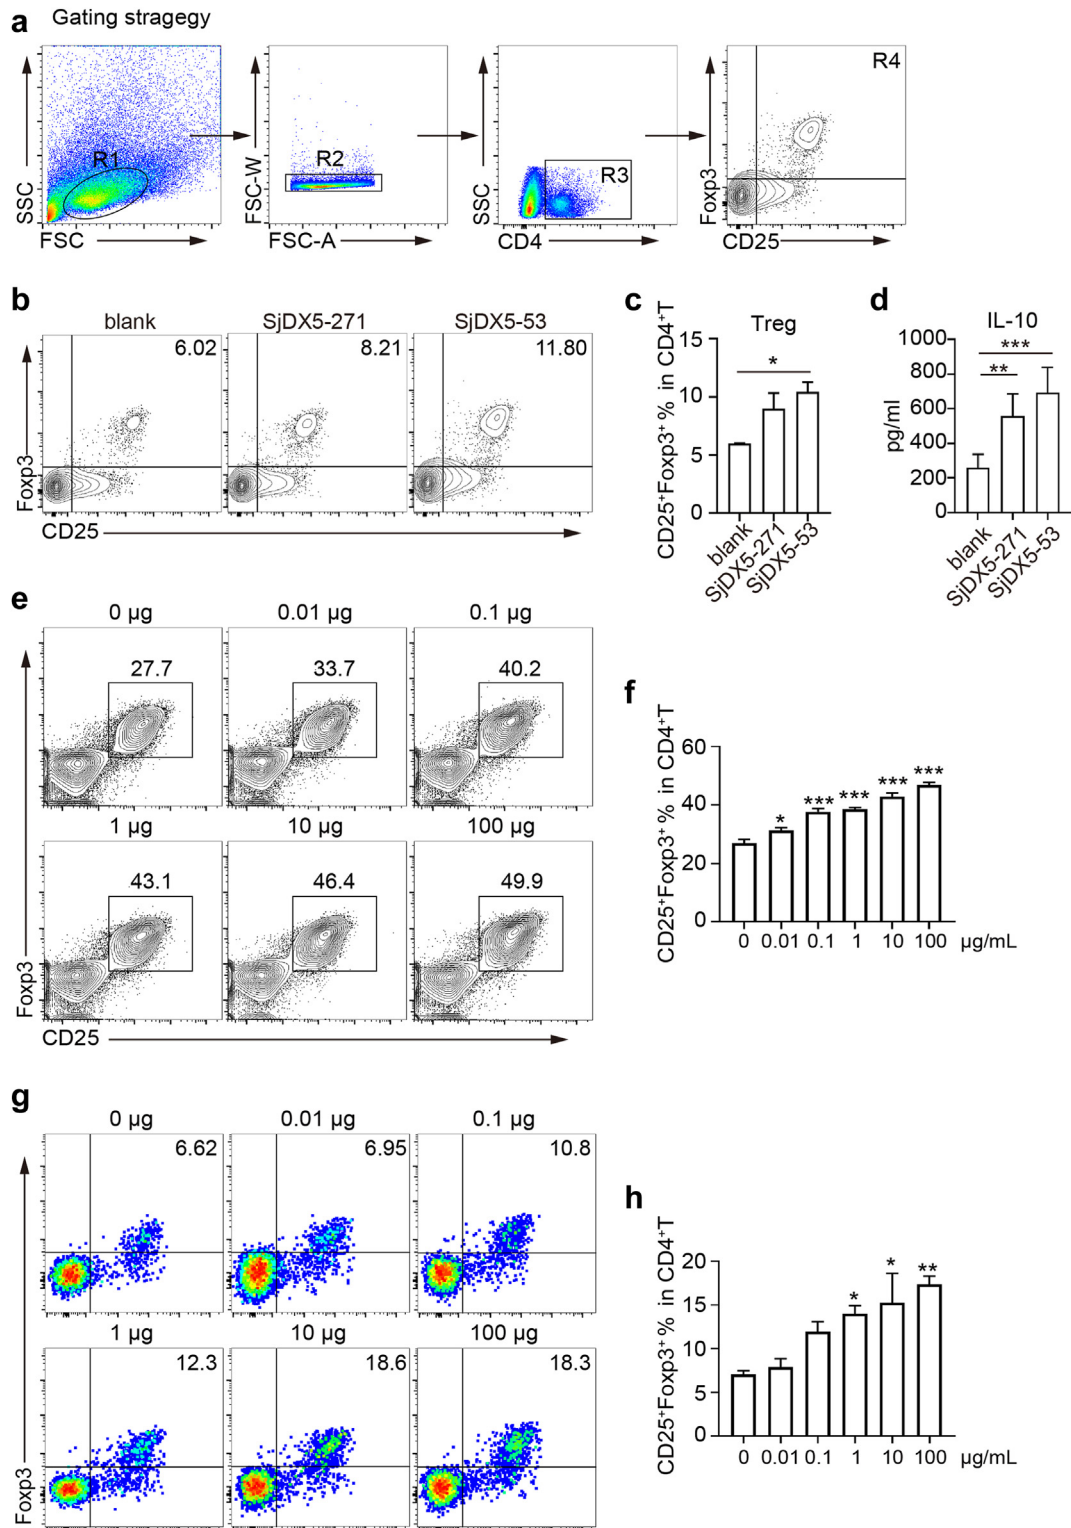 a Gating stragegy
R1
R2
R3
R4
SSC
FSC-W
SSC
Foxp3
FSC
FSC-A
CD4
CD25
b
blank
SjDX5-271
SjDX5-53
6.02
8.21
11.80
Foxp3
CD25
c
Treg
CD25⁺Foxp3⁺ % in CD4⁺T
15
10
5
0
*
blank
SjDX5-271
SjDX5-53
d
IL-10
pg/ml
1000
800
600
400
200
0
***
**
blank
SjDX5-271
SjDX5-53
e
0 µg
0.01 µg
0.1 µg
27.7
33.7
40.2
1 µg
10 µg
100 µg
43.1
46.4
49.9
Foxp3
CD25
f
CD25⁺Foxp3⁺ % in CD4⁺T
60
40
20
0
*
***
***
***
***
0 0.01 0.1 1 10 100 µg/mL
g
0 µg
0.01 µg
0.1 µg
6.62
6.95
10.8
1 µg
10 µg
100 µg
12.3
18.6
18.3
Foxp3
h
CD25⁺Foxp3⁺ % in CD4⁺T
20
15
10
5
0
*
*
**
0 0.01 0.1 1 10 100 µg/mL